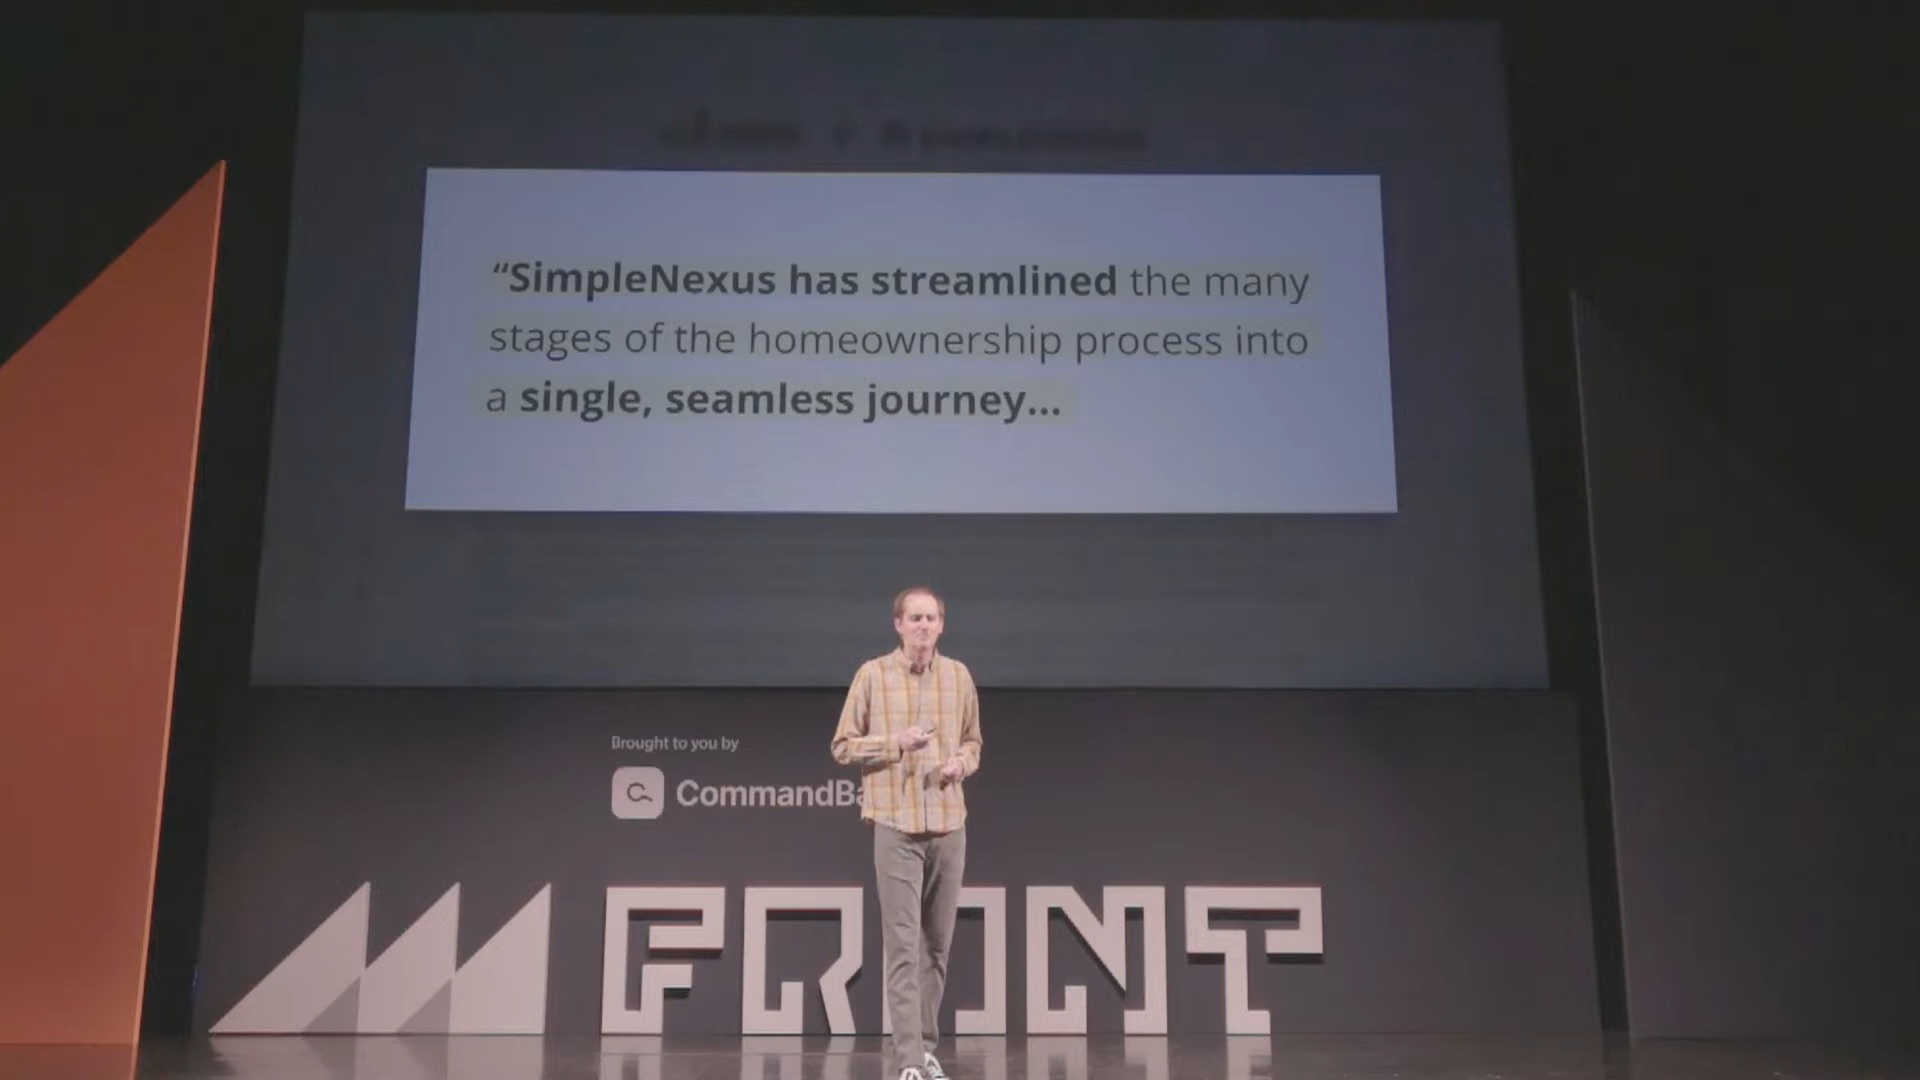 “SimpleNexus has streamlined the many
stages of the homeownership process into
a single, seamless journey...
Brought to you by
CommandBa
FRONT